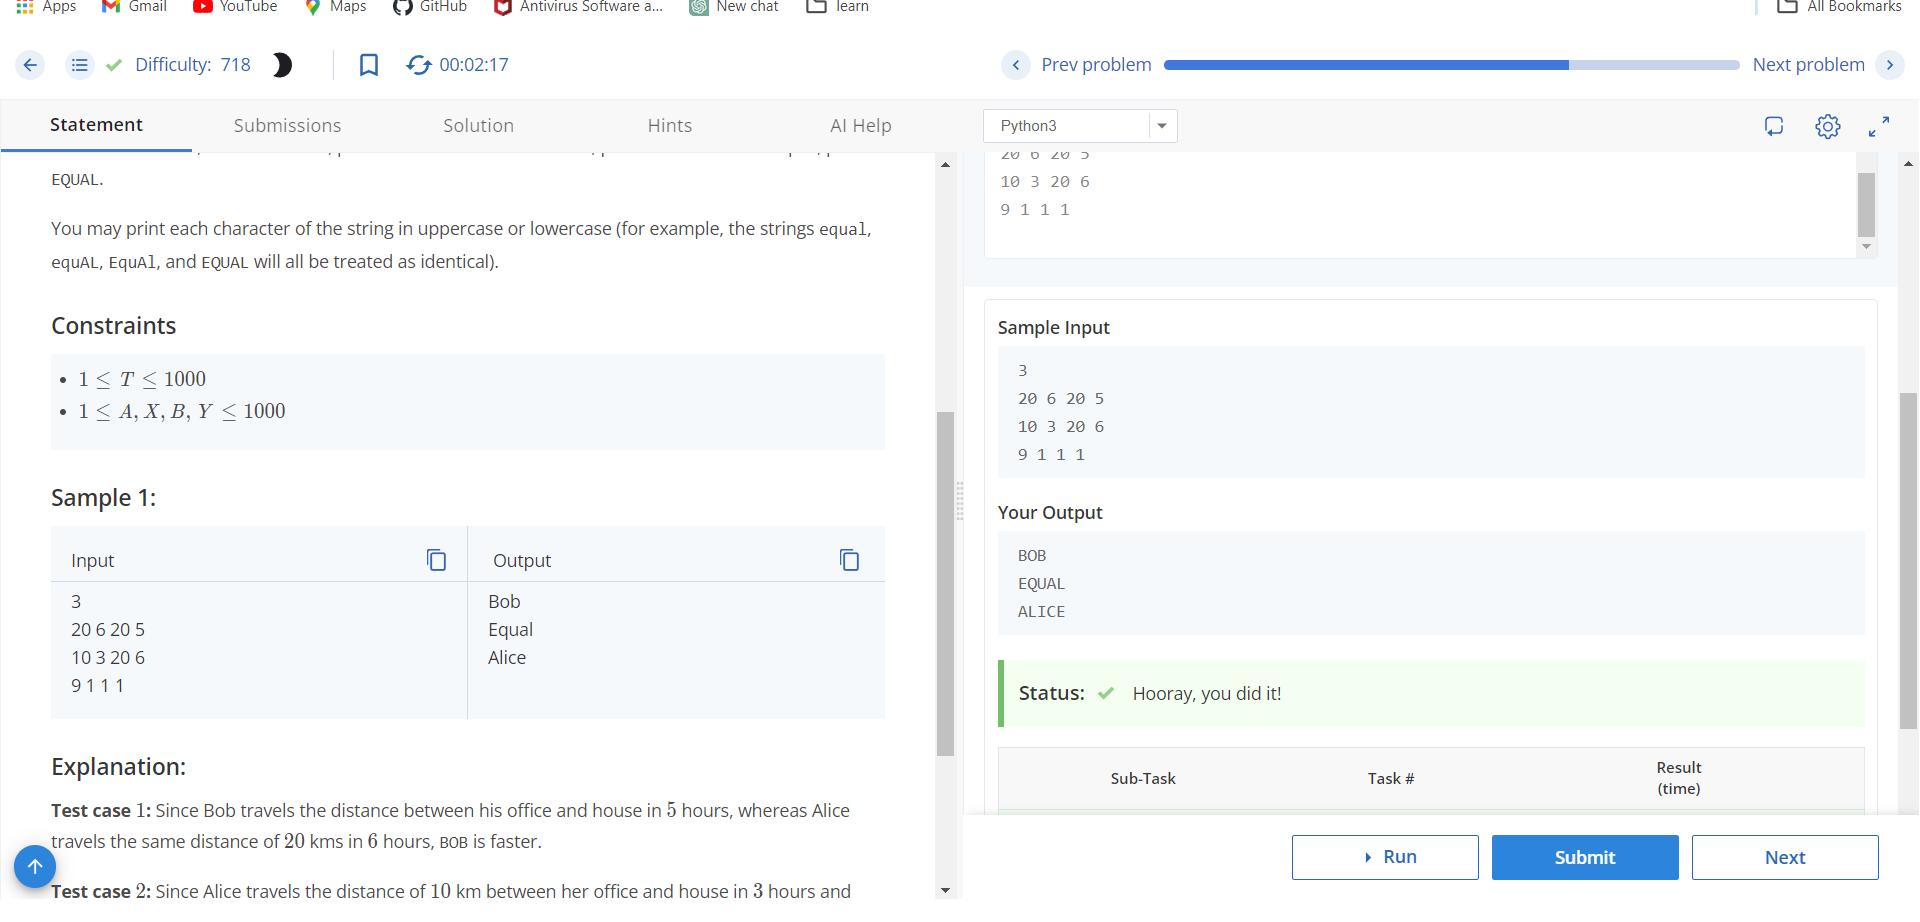 Apps Gmail YouTube Maps GitHub Antivirus Software a... New chat learn All Bookmarks
Difficulty: 718 00:02:17 Prev problem Next problem
Statement Submissions Solution Hints AI Help
EQUAL.
You may print each character of the string in uppercase or lowercase (for example, the strings equal,
equAL, EquAl, and EQUAL will all be treated as identical).
Constraints
• 1 ≤ T ≤ 1000
• 1 ≤ A, X, B, Y ≤ 1000
Sample 1:
Input Output
3 Bob
20 6 20 5 Equal
10 3 20 6 Alice
9 1 1 1
Explanation:
Test case 1: Since Bob travels the distance between his office and house in 5 hours, whereas Alice
travels the same distance of 20 kms in 6 hours, BOB is faster.
Test case 2: Since Alice travels the distance of 10 km between her office and house in 3 hours and
Python3
20 6 20 5
10 3 20 6
9 1 1 1
Sample Input
3
20 6 20 5
10 3 20 6
9 1 1 1
Your Output
BOB
EQUAL
ALICE
Status: Hooray, you did it!
Sub-Task Task # Result
(time)
Run Submit Next